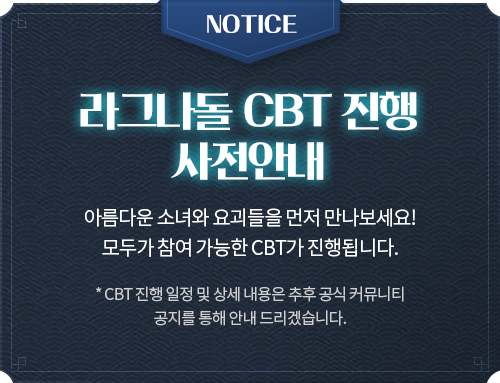 NOTICE
라그나돌 CBT 진행
사전안내
아름다운 소녀와 요괴들을 먼저 만나보세요!
모두가 참여 가능한 CBT가 진행됩니다.
* CBT 진행 일정 및 상세 내용은 추후 공식 커뮤니티
공지를 통해 안내 드리겠습니다.